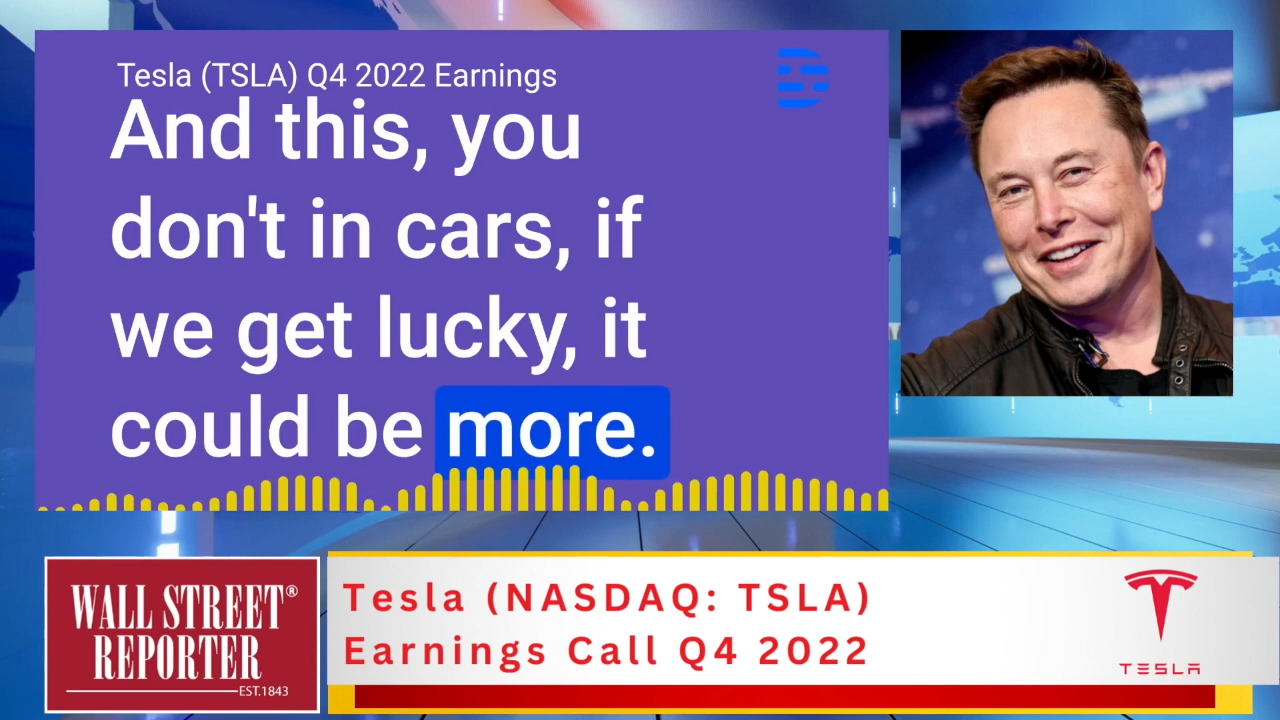 Tesla (TSLA) Q4 2022 Earnings
And this, you
don't in cars, if
we get lucky, it
could be more.
WALL STREET®
REPORTER
EST.1843
Tesla (NASDAQ: TSLA)
Earnings Call Q4 2022
TESLA